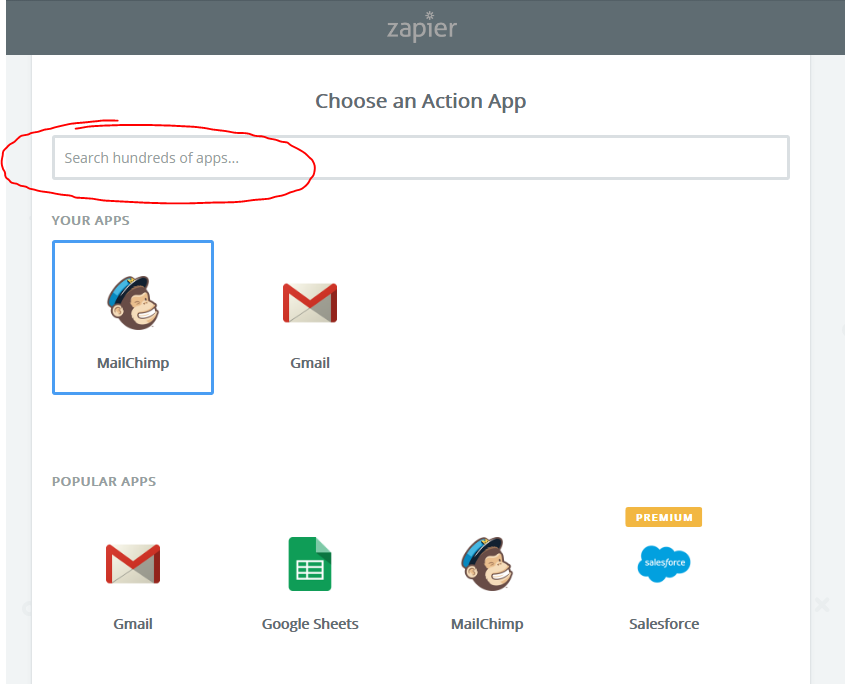 zapier
Choose an Action App
Search hundreds of apps...
YOUR APPS
MailChimp
Gmail
POPULAR APPS
PREMIUM
salesforce
Gmail
Google Sheets
MailChimp
Salesforce